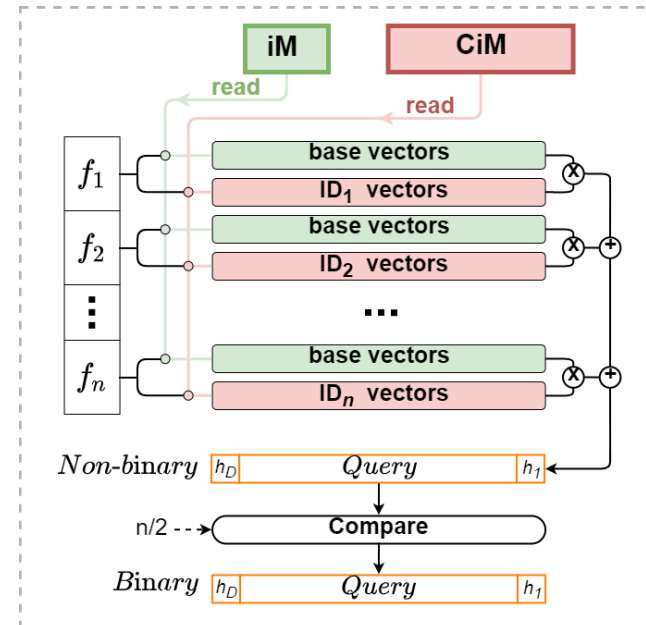 iM CiM
read
read
f1 base vectors x
ID1 vectors
f2 base vectors x +
ID2 vectors
⋮ ...
fn base vectors x +
IDn vectors
Non-binary hD Query h1
n/2 Compare
Binary hD Query h1